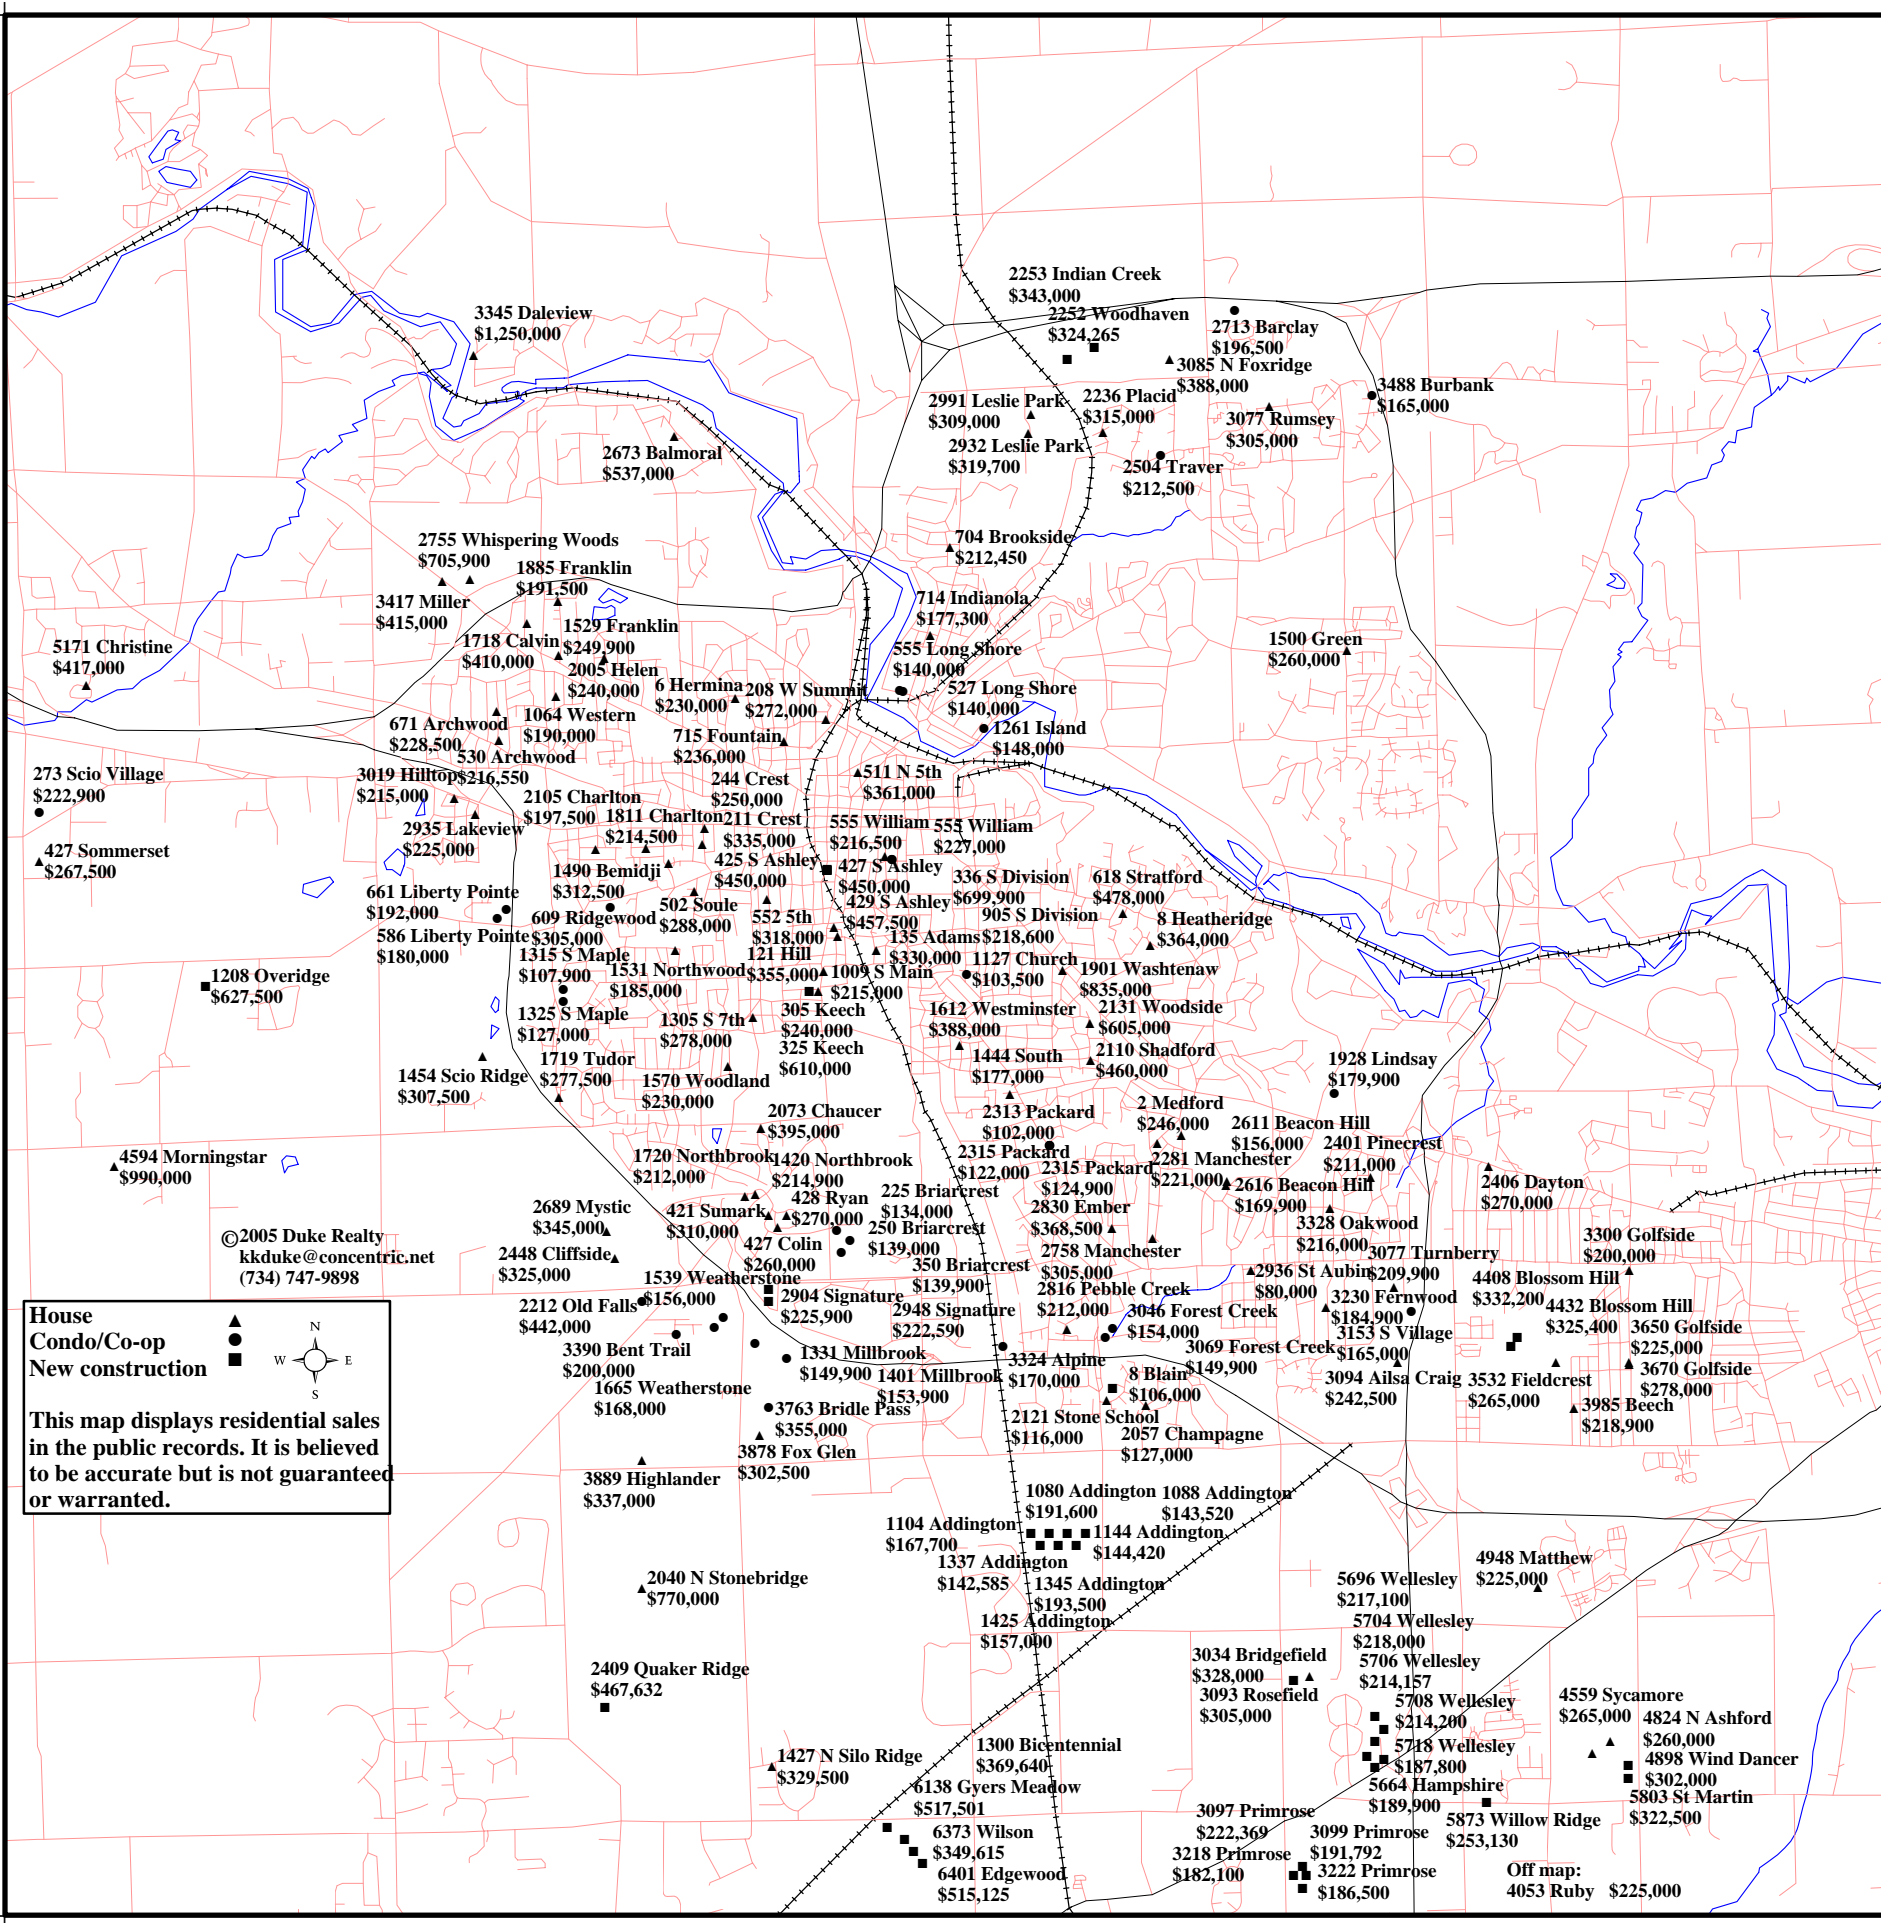 2253 Indian Creek
$343,000
2252 Woodhaven
$324,265
3345 Daleview
$1,250,000
2713 Barclay
$196,500
3085 N Foxridge
$388,000
3488 Burbank
$165,000
2991 Leslie Park
$309,000
2236 Placid
$315,000
3077 Rumsey
$305,000
2932 Leslie Park
$319,700
2673 Balmoral
$537,000
2504 Traver
$212,500
2755 Whispering Woods
$705,900
704 Brookside
$212,450
1885 Franklin
$191,500
3417 Miller
$415,000
714 Indianola
$177,300
1529 Franklin
$249,900
1718 Calvin
$410,000
5171 Christine
$417,000
555 Long Shore
$140,000
1500 Green
$260,000
2005 Helen
$240,000
6 Hermina
$230,000
208 W Summit
$272,000
527 Long Shore
$140,000
1064 Western
$190,000
671 Archwood
$228,500
715 Fountain
$236,000
1261 Island
$148,000
530 Archwood
$216,550
273 Scio Village
$222,900
3019 Hilltop
$215,000
244 Crest
$250,000
511 N 5th
$361,000
2105 Charlton
$197,500
1811 Charlton
$214,500
211 Crest
$335,000
555 William
$216,500
555 William
$227,000
2935 Lakeview
$225,000
427 Sommerset
$267,500
425 S Ashley
$450,000
427 S Ashley
$450,000
1490 Bemidji
$312,500
336 S Division
$699,900
618 Stratford
$478,000
661 Liberty Pointe
$192,000
502 Soule
$288,000
429 S Ashley
$457,500
609 Ridgewood
$305,000
552 5th
$318,000
905 S Division
$218,600
8 Heatheridge
$364,000
586 Liberty Pointe
$180,000
135 Adams
$330,000
1315 S Maple
$107,900
121 Hill
$355,000
1127 Church
$103,500
1531 Northwood
$185,000
1009 S Main
$215,000
1901 Washtenaw
$835,000
1208 Overidge
$627,500
1325 S Maple
$127,000
1305 S 7th
$278,000
305 Keech
$240,000
1612 Westminster
$388,000
2131 Woodside
$605,000
325 Keech
$610,000
1444 South
$177,000
2110 Shadford
$460,000
1928 Lindsay
$179,900
1719 Tudor
$277,500
1454 Scio Ridge
$307,500
1570 Woodland
$230,000
2073 Chaucer
$395,000
2313 Packard
$102,000
2 Medford
$246,000
2611 Beacon Hill
$156,000
2401 Pinecrest
$211,000
4594 Morningstar
$990,000
1720 Northbrook
$212,000
1420 Northbrook
$214,900
2315 Packard
$122,000
2315 Packard
$124,900
2281 Manchester
$221,000
2406 Dayton
$270,000
2616 Beacon Hill
$169,900
225 Briarcrest
$134,000
428 Ryan
$270,000
2689 Mystic
$345,000
421 Sumark
$310,000
2830 Ember
$368,500
3328 Oakwood
$216,000
©2005 Duke Realty
kkduke@concentric.net
(734) 747-9898
250 Briarcrest
$139,000
427 Colin
$260,000
2448 Cliffside
$325,000
2758 Manchester
$305,000
3077 Turnberry
$209,900
3300 Golfside
$200,000
350 Briarcrest
$139,900
2936 St Aubin
$80,000
4408 Blossom Hill
$332,200
1539 Weatherstone
$156,000
2816 Pebble Creek
$212,000
2904 Signature
$225,900
3230 Fernwood
$184,900
2212 Old Falls
$442,000
2948 Signature
$222,590
3046 Forest Creek
$154,000
4432 Blossom Hill
$325,400
3153 S Village
$165,000
3650 Golfside
$225,000
3390 Bent Trail
$200,000
1331 Millbrook
$149,900
3069 Forest Creek
$149,900
3324 Alpine
$170,000
1401 Millbrook
$153,900
8 Blain
$106,000
3094 Ailsa Craig
$242,500
3532 Fieldcrest
$265,000
3670 Golfside
$278,000
1665 Weatherstone
$168,000
3763 Bridle Pass
$355,000
2121 Stone School
$116,000
3985 Beech
$218,900
2057 Champagne
$127,000
3878 Fox Glen
$302,500
3889 Highlander
$337,000
House
Condo/Co-op
New construction
N
W E
S
This map displays residential sales
in the public records. It is believed
to be accurate but is not guaranteed
or warranted.
1080 Addington
$191,600
1088 Addington
$143,520
1104 Addington
$167,700
1144 Addington
$144,420
1337 Addington
$142,585
1345 Addington
$193,500
1425 Addington
$157,000
4948 Matthew
$225,000
2040 N Stonebridge
$770,000
5696 Wellesley
$217,100
5704 Wellesley
$218,000
3034 Bridgefield
$328,000
5706 Wellesley
$214,157
2409 Quaker Ridge
$467,632
3093 Rosefield
$305,000
5708 Wellesley
$214,200
4559 Sycamore
$265,000
4824 N Ashford
$260,000
1300 Bicentennial
$369,640
5718 Wellesley
$187,800
1427 N Silo Ridge
$329,500
4898 Wind Dancer
$302,000
6138 Gyers Meadow
$517,501
5664 Hampshire
$189,900
5803 St Martin
$322,500
3097 Primrose
$222,369
5873 Willow Ridge
$253,130
6373 Wilson
$349,615
3099 Primrose
$191,792
3218 Primrose
$182,100
6401 Edgewood
$515,125
3222 Primrose
$186,500
Off map:
4053 Ruby $225,000